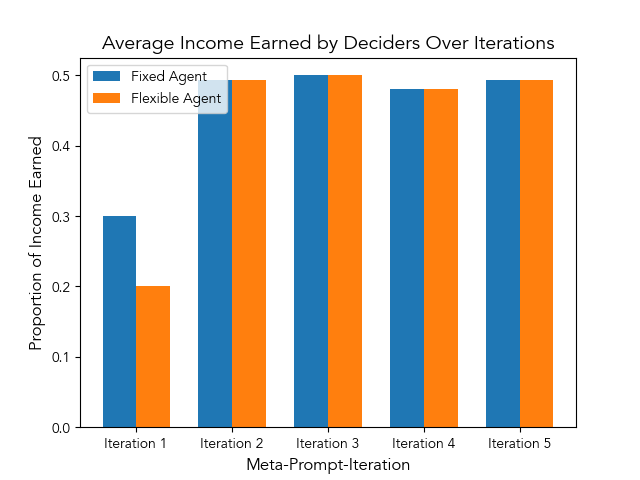 Average Income Earned by Deciders Over Iterations
Fixed Agent
Flexible Agent
Proportion of Income Earned
0.5
0.4
0.3
0.2
0.1
0.0
Iteration 1
Iteration 2
Iteration 3
Iteration 4
Iteration 5
Meta-Prompt-Iteration